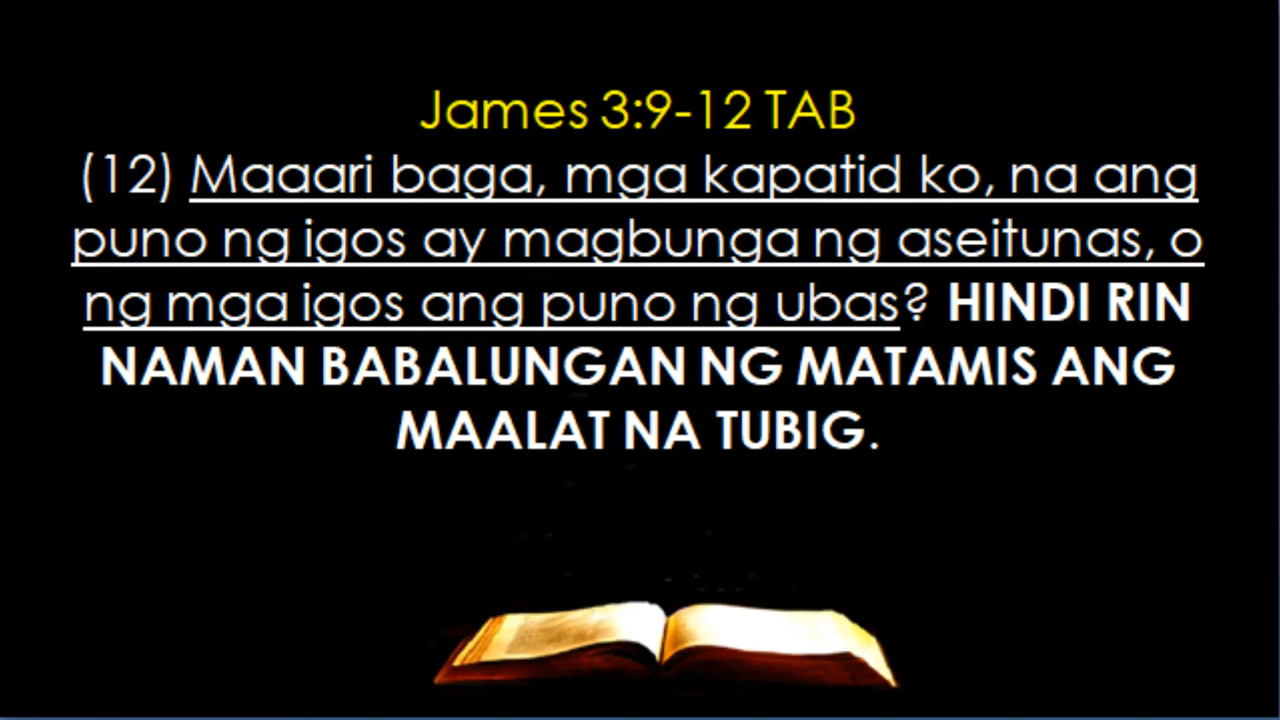 James 3:9-12 TAB
(12) Maaari baga, mga kapatid ko, na ang
puno ng igos ay magbunga ng aseitunas, o
ng mga igos ang puno ng ubas? HINDI RIN
NAMAN BABALUNGAN NG MATAMIS ANG
MAALAT NA TUBIG.